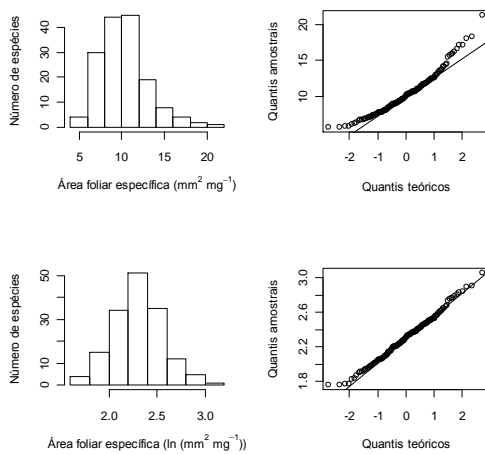 Número de espécies
0 10 20 30 40
5 10 15 20
Área foliar específica (mm² mg⁻¹)
Quantis amostrais
10 15 20
-2 -1 0 1 2
Quantis teóricos
Número de espécies
0 10 30 50
2.0 2.5 3.0
Área foliar específica (ln (mm² mg⁻¹))
Quantis amostrais
1.8 2.2 2.6 3.0
-2 -1 0 1 2
Quantis teóricos